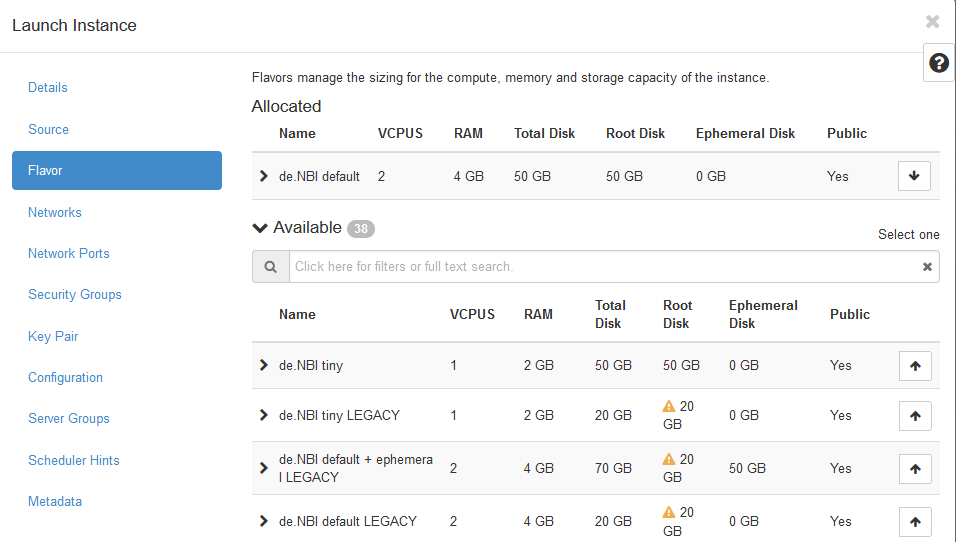 Launch Instance
Details
Source
Flavor
Networks
Network Ports
Security Groups
Key Pair
Configuration
Server Groups
Scheduler Hints
Metadata
Flavors manage the sizing for the compute, memory and storage capacity of the instance.
Allocated
Name VCPUS RAM Total Disk Root Disk Ephemeral Disk Public
de.NBI default 2 4 GB 50 GB 50 GB 0 GB Yes
Available 38
Select one
Click here for filters or full text search.
Name VCPUS RAM Total Disk Root Disk Ephemeral Disk Public
de.NBI tiny 1 2 GB 50 GB 50 GB 0 GB Yes
de.NBI tiny LEGACY 1 2 GB 20 GB 20 GB 0 GB Yes
de.NBI default + ephemera
l LEGACY 2 4 GB 70 GB 20 GB 50 GB Yes
de.NBI default LEGACY 2 4 GB 20 GB 20 GB 0 GB Yes